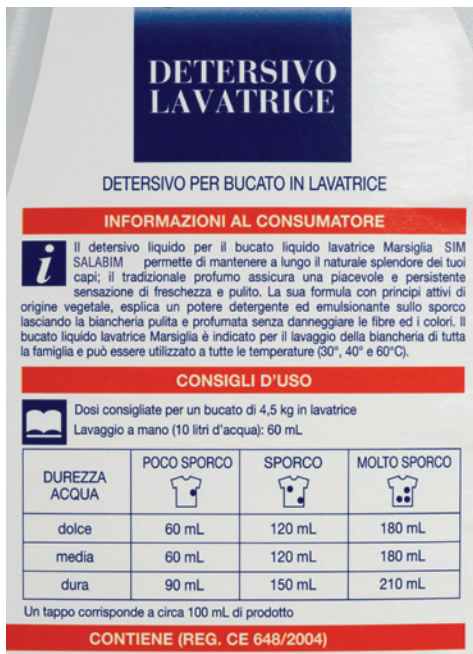 DETERSIVO
LAVATRICE
DETERSIVO PER BUCATO IN LAVATRICE
INFORMAZIONI AL CONSUMATORE
i Il detersivo liquido per il bucato liquido lavatrice Marsiglia SIM
SALABIM permette di mantenere a lungo il naturale splendore dei tuoi
capi; il tradizionale profumo assicura una piacevole e persistente
sensazione di freschezza e pulito. La sua formula con principi attivi di
origine vegetale, esplica un potere detergente ed emulsionante sullo sporco
lasciando la biancheria pulita e profumata senza danneggiare le fibre ed i colori. Il
bucato liquido lavatrice Marsiglia è indicato per il lavaggio della biancheria di tutta
la famiglia e può essere utilizzato a tutte le temperature (30°, 40° e 60°C).
CONSIGLI D'USO
Dosi consigliate per un bucato di 4,5 kg in lavatrice
Lavaggio a mano (10 litri d'acqua): 60 mL
DUREZZA
ACQUA
POCO SPORCO SPORCO MOLTO SPORCO
dolce 60 mL 120 mL 180 mL
media 60 mL 120 mL 180 mL
dura 90 mL 150 mL 210 mL
Un tappo corrisponde a circa 100 mL di prodotto
CONTIENE (REG. CE 648/2004)